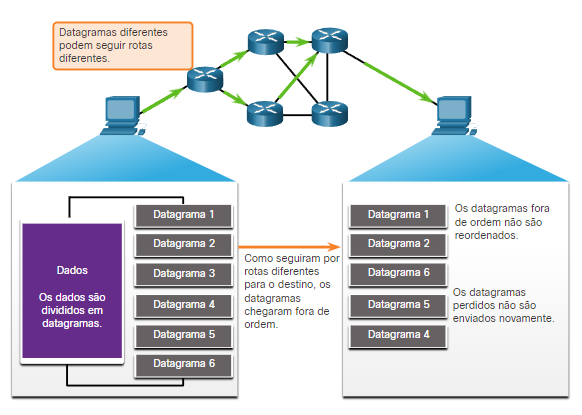 Datagramas diferentes
podem seguir rotas
diferentes.
Dados
Os dados são
divididos em
datagramas.
Datagrama 1
Datagrama 2
Datagrama 3
Datagrama 4
Datagrama 5
Datagrama 6
Como seguiram por
rotas diferentes
para o destino, os
datagramas
chegaram fora de
ordem.
Datagrama 1
Datagrama 2
Datagrama 6
Datagrama 5
Datagrama 4
Os datagramas fora
de ordem não são
reordenados.
Os datagramas
perdidos não são
enviados novamente.